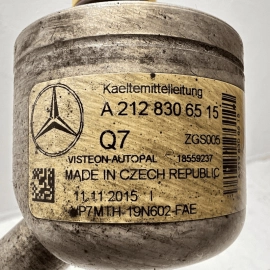 Kaeltemittelleitung
A 212 830 65 15
Q7
ZGS005
VISTEON-AUTOPAL 18559237
MADE IN CZECH REPUBLIC
11.11.2015 I
VP7MTH-19N602-FAE